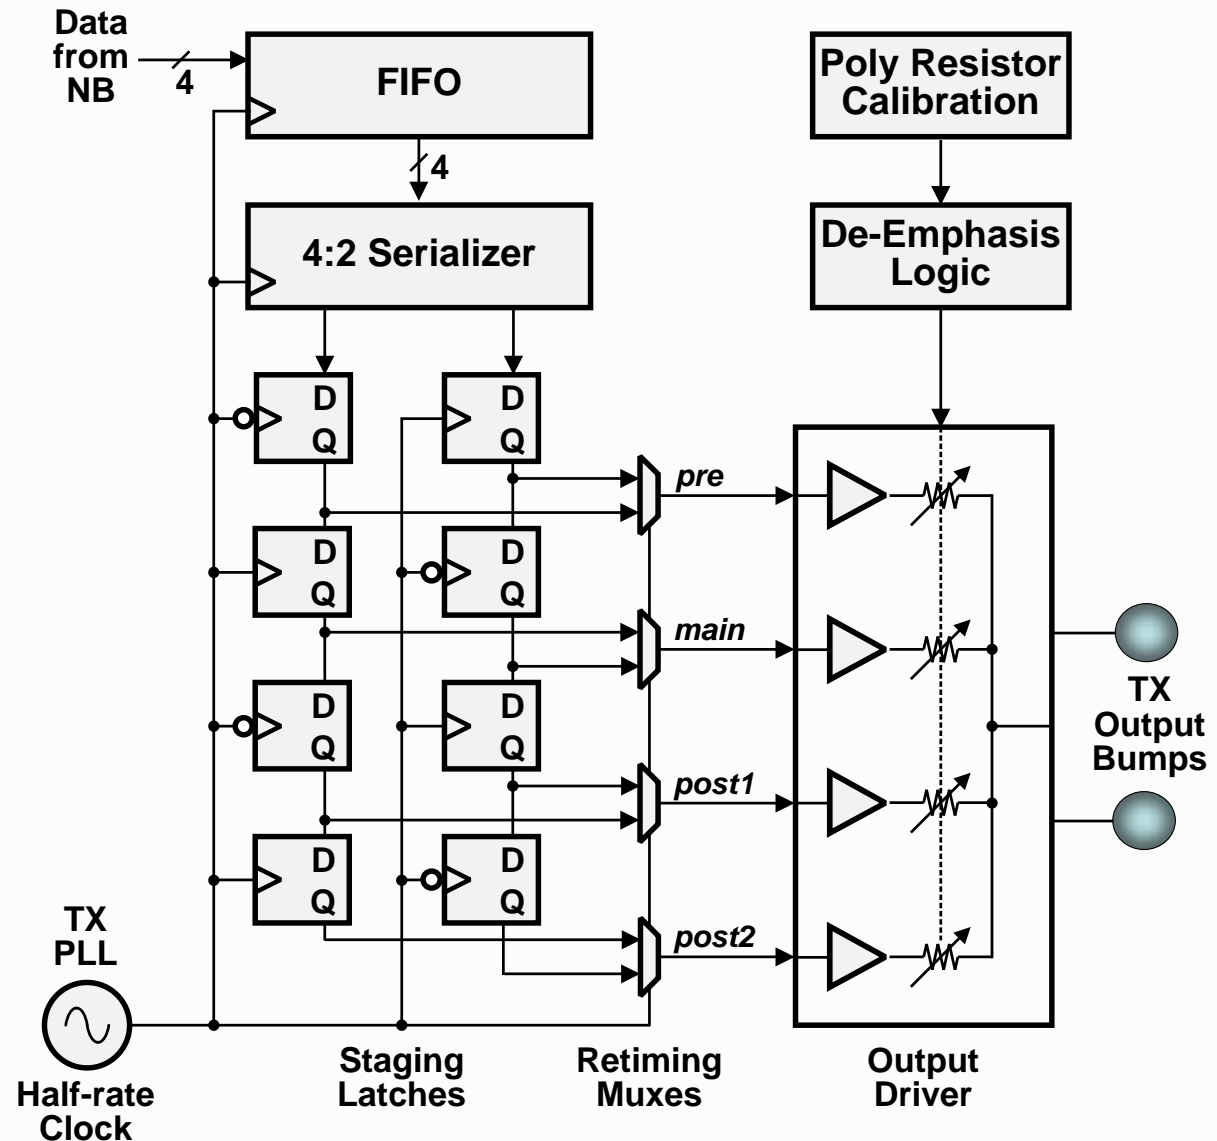 Data
from
NB
4
FIFO
4
4:2 Serializer
Poly Resistor
Calibration
De-Emphasis
Logic
D
Q
D
Q
D
Q
D
Q
D
Q
D
Q
D
Q
D
Q
pre
main
post1
post2
TX
Output
Bumps
TX
PLL
Half-rate
Clock
Staging
Latches
Retiming
Muxes
Output
Driver